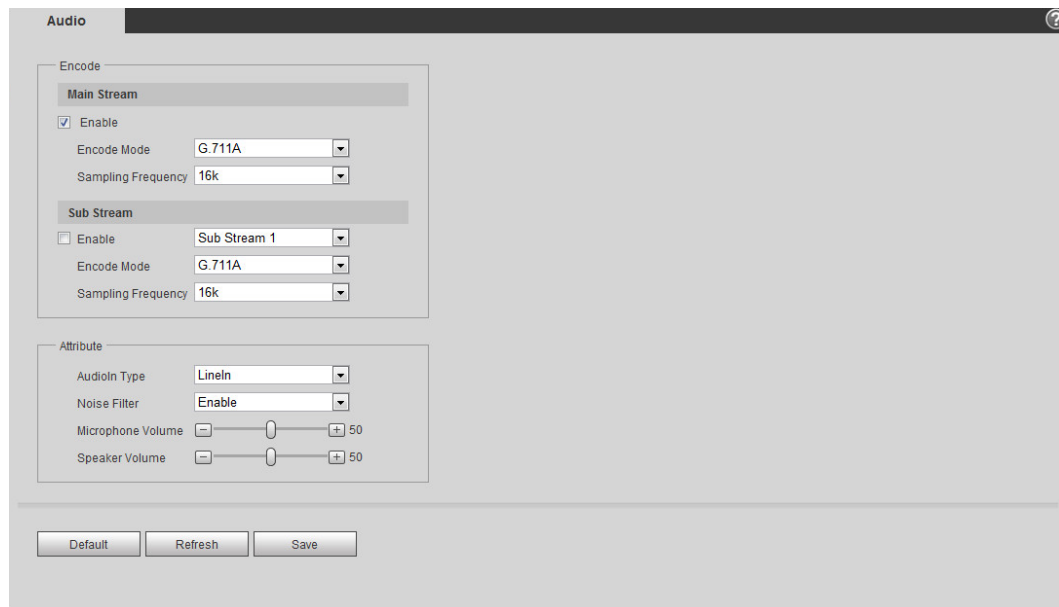 Audio
?
Encode
Main Stream
Enable
Encode Mode G.711A
Sampling Frequency 16k
Sub Stream
Enable Sub Stream 1
Encode Mode G.711A
Sampling Frequency 16k
Attribute
AudioIn Type LineIn
Noise Filter Enable
Microphone Volume - + 50
Speaker Volume - + 50
Default Refresh Save